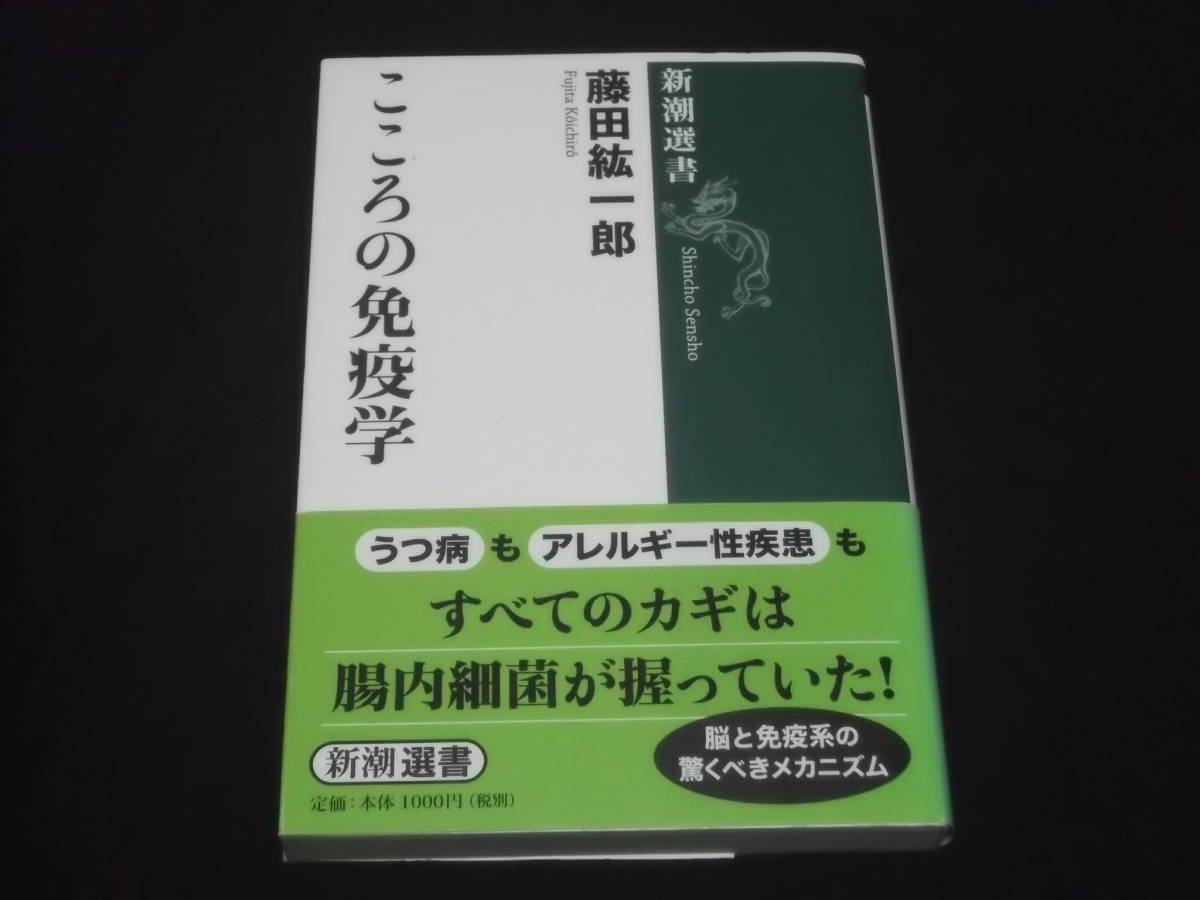 新潮選書
Shincho Sensho
藤田紘一郎
Fujita Kôichirô
こころの免疫学
うつ病 も アレルギー性疾患 も
すべてのカギは
腸内細菌が握っていた!
脳と免疫系の
驚くべきメカニズム
新潮選書
定価:本体1000円(税別)